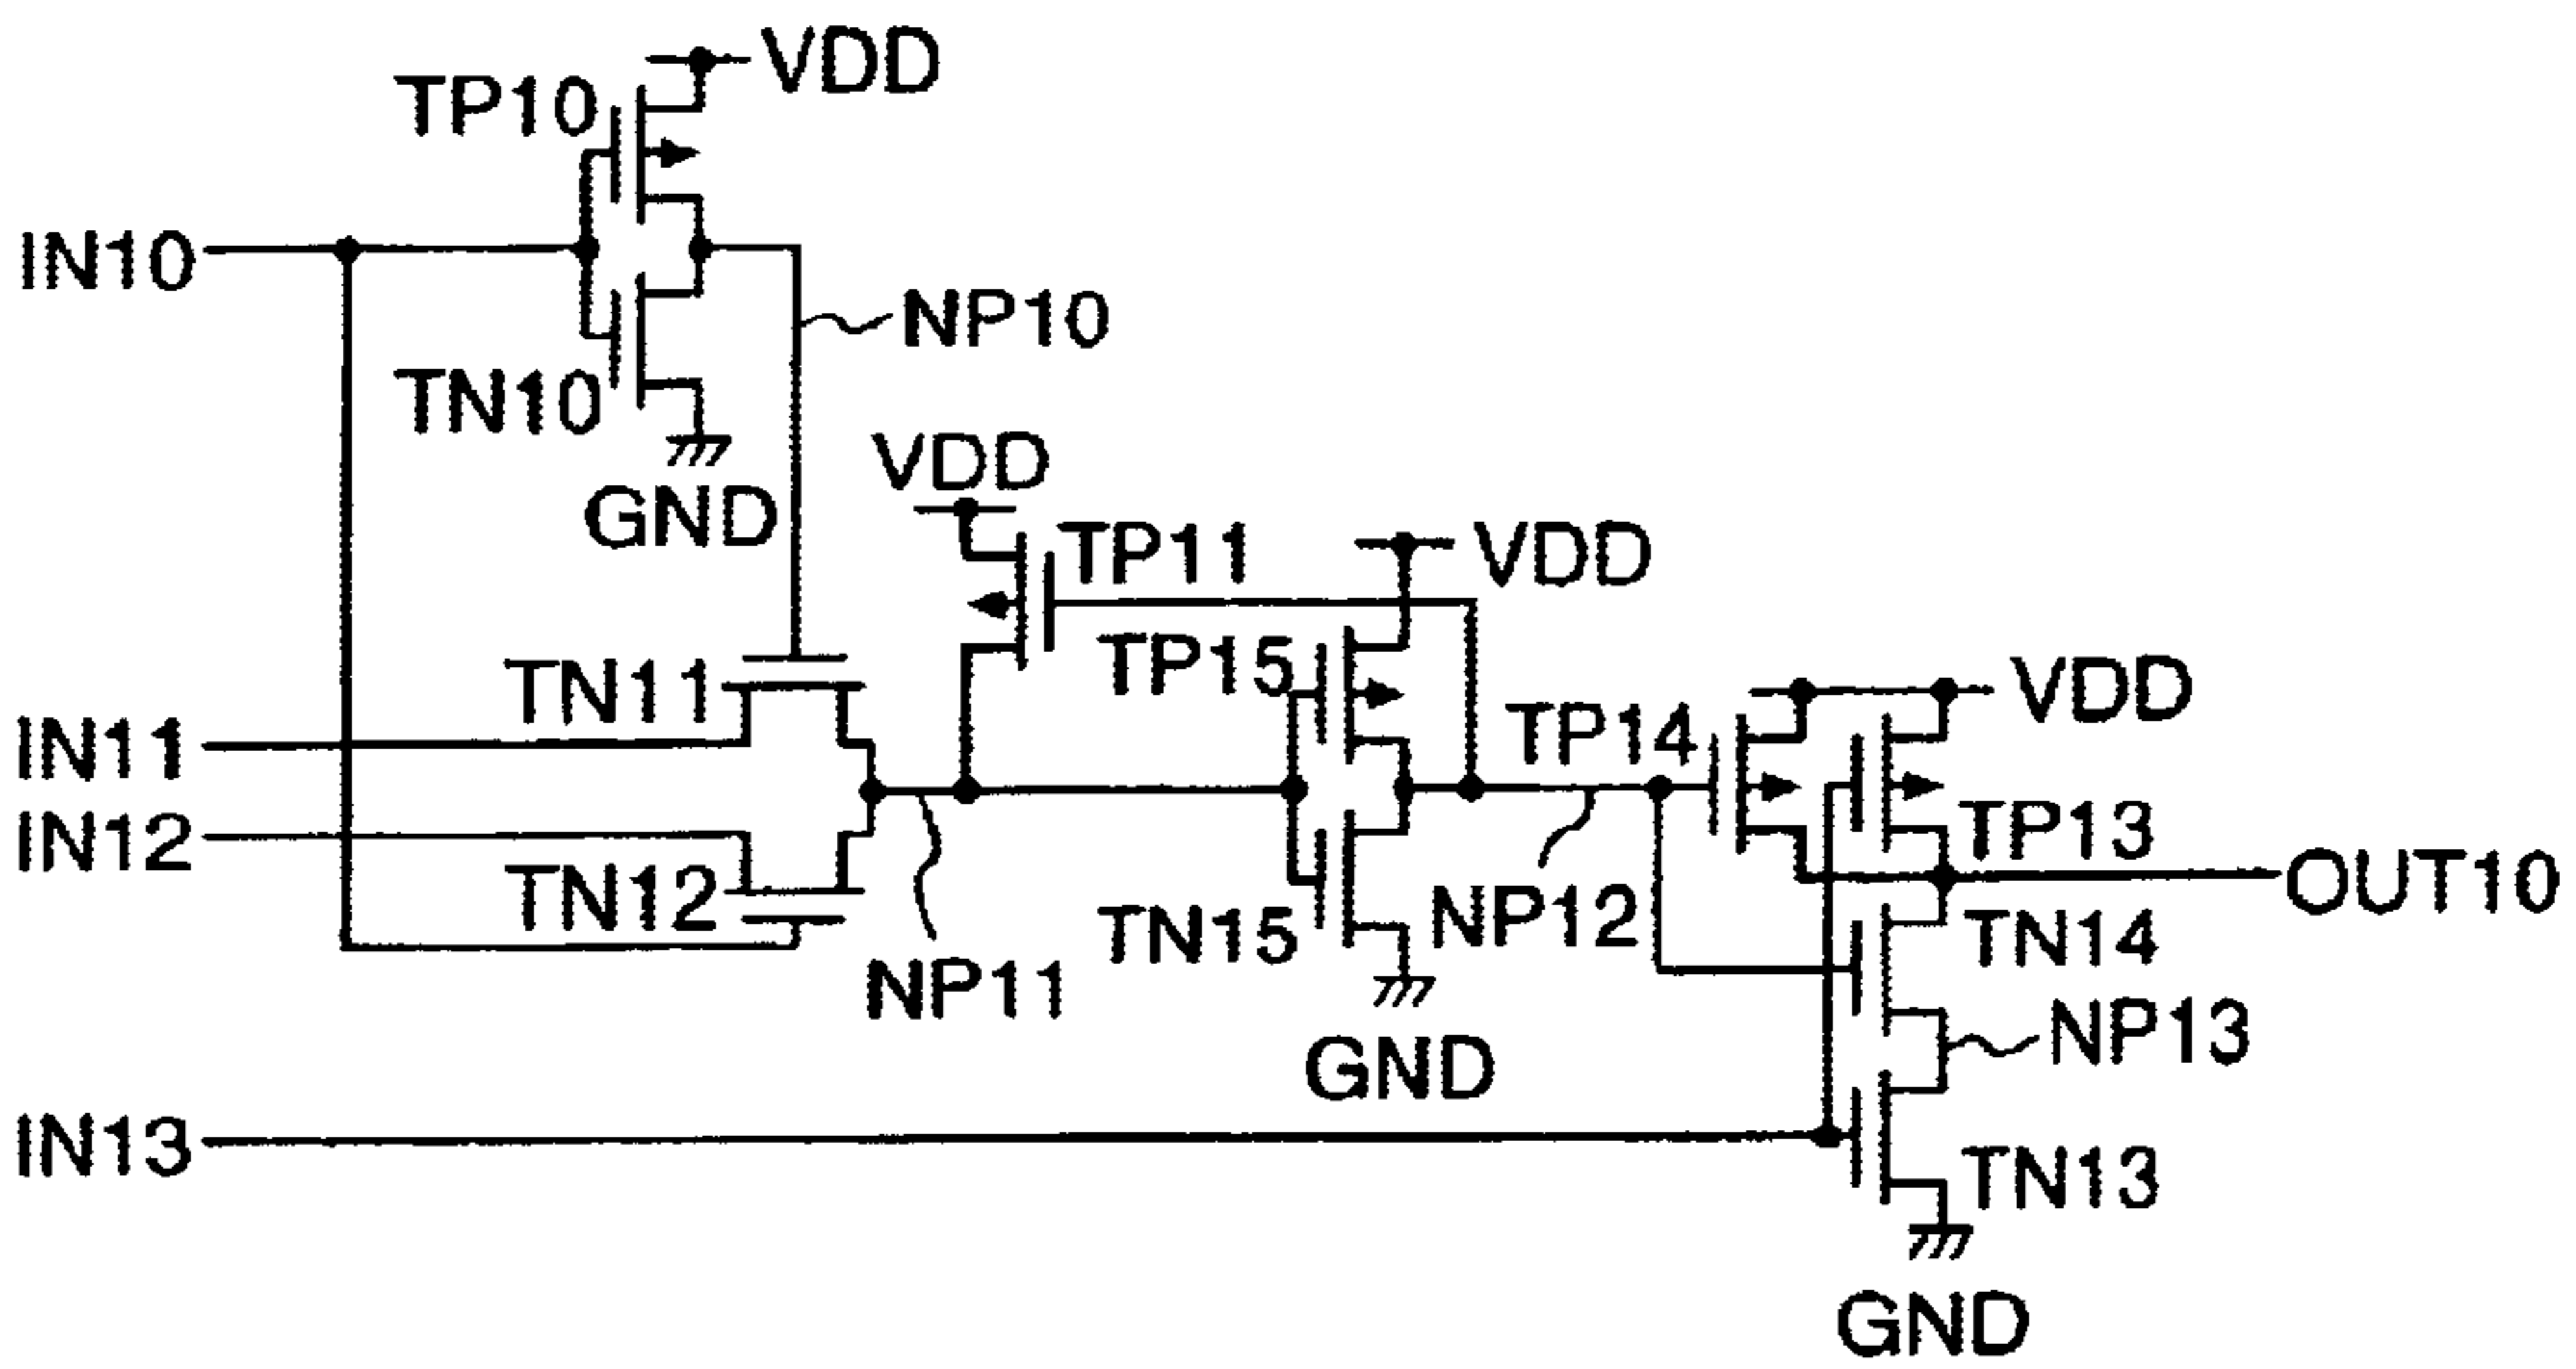 VDD
TP10
IN10
NP10
TN10
VDD
GND
TP11
VDD
TP15
TN11
VDD
TP14
IN11
IN12
TP13
TN12
OUT10
NP12
TN15
TN14
NP11
NP13
GND
IN13
TN13
GND